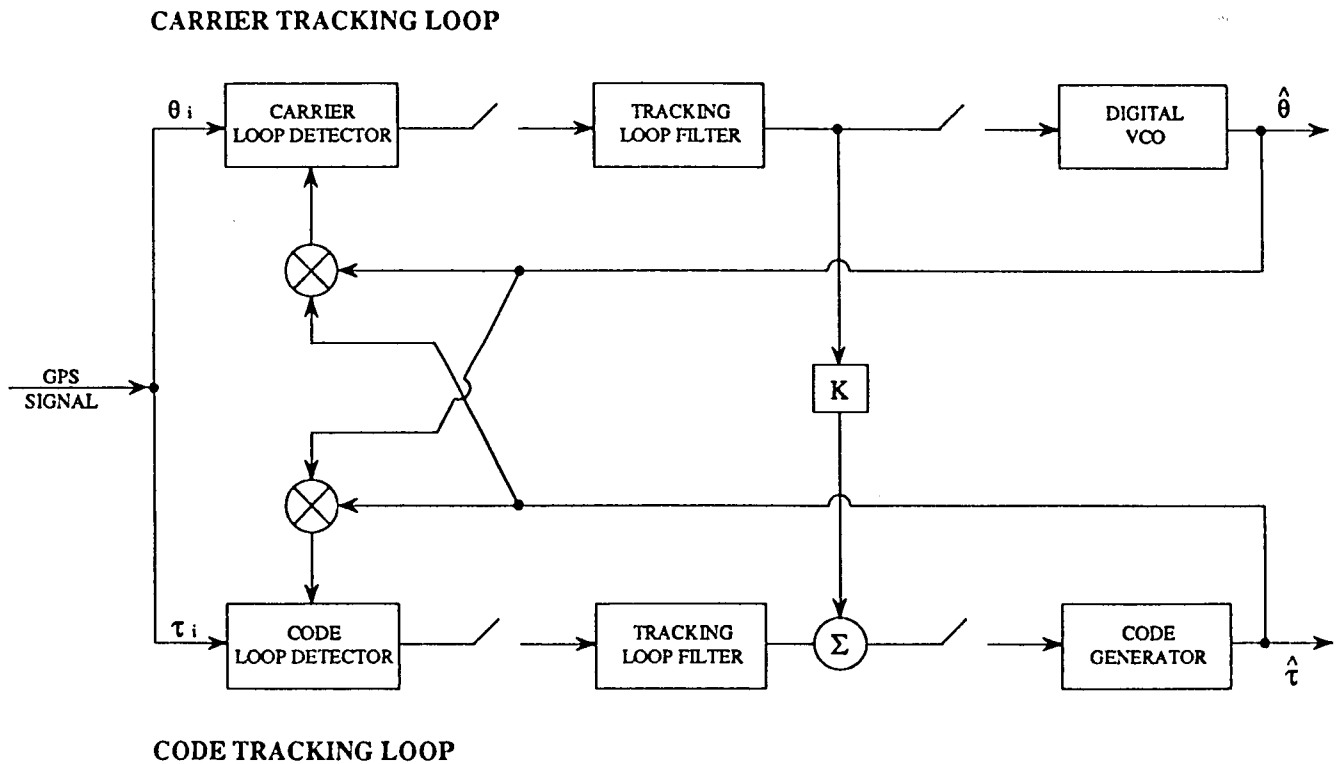 CARRIER TRACKING LOOP
θ i
CARRIER
LOOP DETECTOR
TRACKING
LOOP FILTER
DIGITAL
VCO
θ̂
GPS
SIGNAL
K
τ i
CODE
LOOP DETECTOR
TRACKING
LOOP FILTER
Σ
CODE
GENERATOR
τ̂
CODE TRACKING LOOP